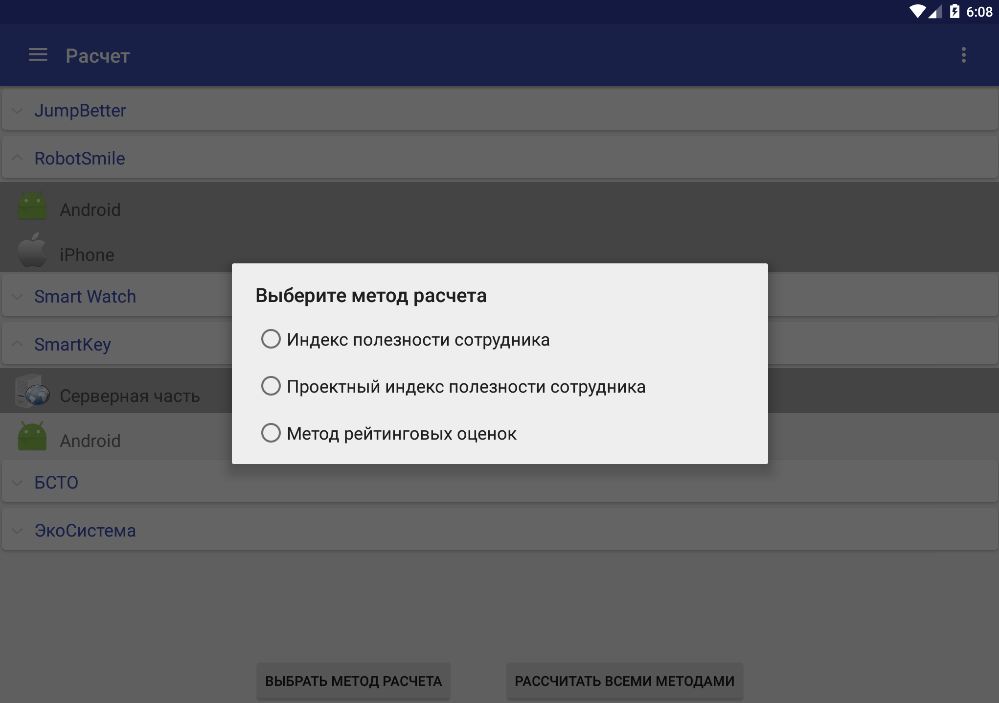 6:08
Расчет
JumpBetter
RobotSmile
Android
iPhone
Smart Watch
SmartKey
Серверная часть
Android
БСТО
ЭкоСистема
Выберите метод расчета
Индекс полезности сотрудника
Проектный индекс полезности сотрудника
Метод рейтинговых оценок
ВЫБРАТЬ МЕТОД РАСЧЕТА
РАССЧИТАТЬ ВСЕМИ МЕТОДАМИ